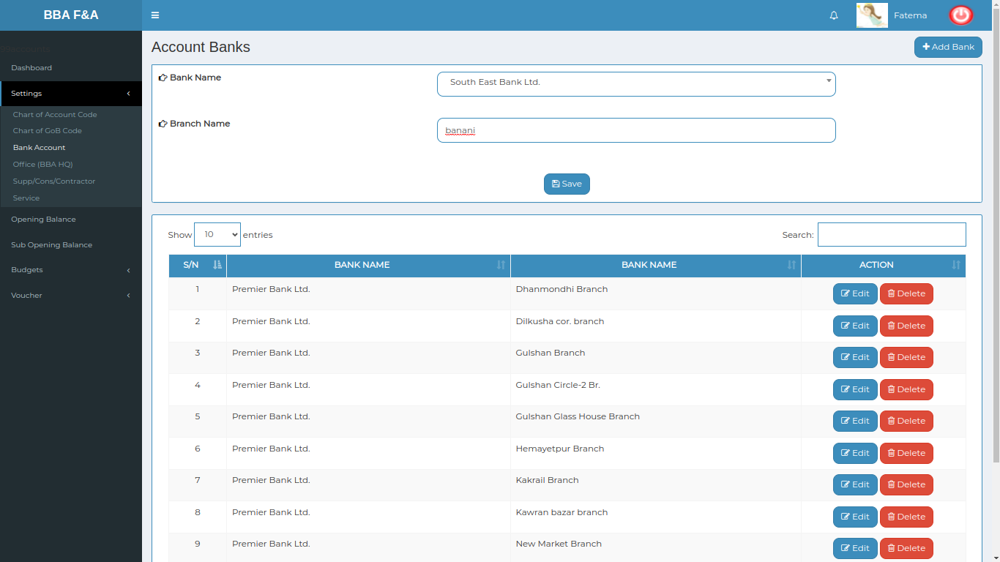 BBA F&A
Fatema
Account Banks
Add Bank
Dashboard
Settings
Chart of Account Code
Chart of GoB Code
Bank Account
Office (BBA HQ)
Supp/Cons/Contractor
Service
Opening Balance
Sub Opening Balance
Budgets
Voucher
Bank Name
South East Bank Ltd.
Branch Name
banani
Save
Show 10 entries
Search:
S/N BANK NAME BANK NAME ACTION
1 Premier Bank Ltd. Dhanmondhi Branch Edit Delete
2 Premier Bank Ltd. Dilkusha cor. branch Edit Delete
3 Premier Bank Ltd. Gulshan Branch Edit Delete
4 Premier Bank Ltd. Gulshan Circle-2 Br. Edit Delete
5 Premier Bank Ltd. Gulshan Glass House Branch Edit Delete
6 Premier Bank Ltd. Hemayetpur Branch Edit Delete
7 Premier Bank Ltd. Kakrail Branch Edit Delete
8 Premier Bank Ltd. Kawran bazar branch Edit Delete
9 Premier Bank Ltd. New Market Branch Edit Delete